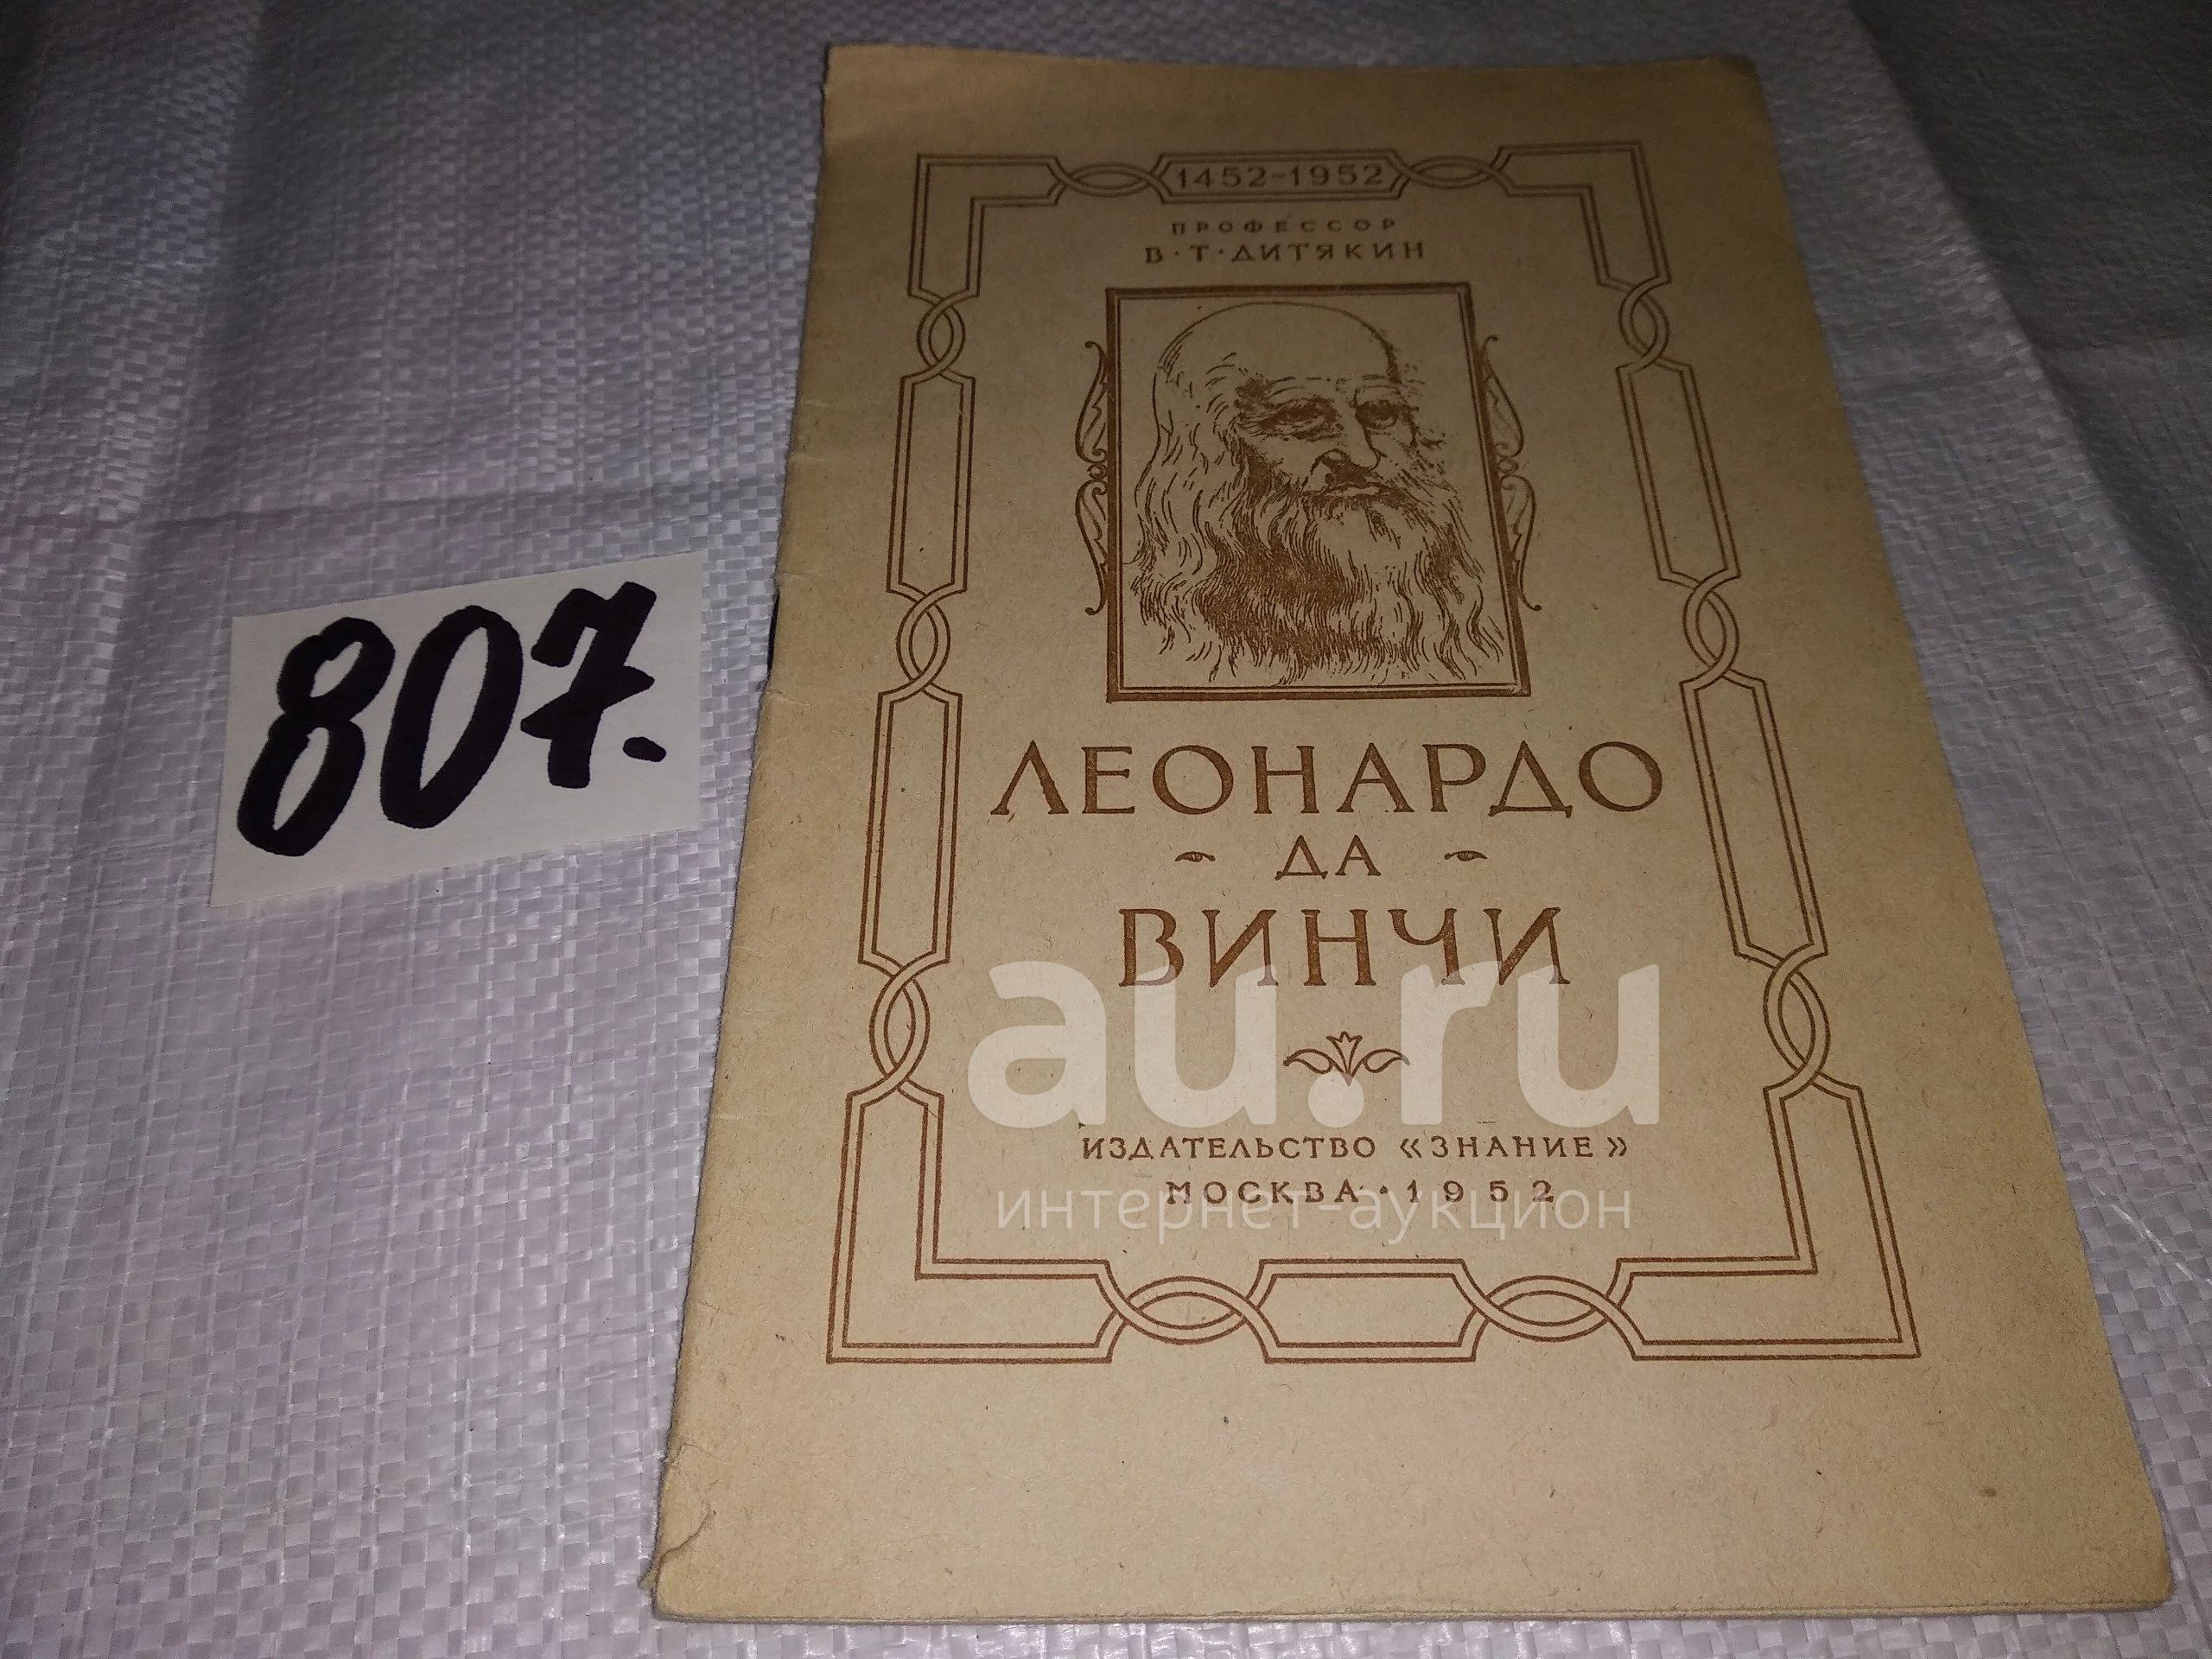 807.
1452-1952
ПРОФЕССОР
В·Т·ДИТЯКИН
ЛЕОНАРДО
ДА
ВИНЧИ
au.ru
ИЗДАТЕЛЬСТВО «ЗНАНИЕ»
МОСКВА·1952
интернет-аукцион